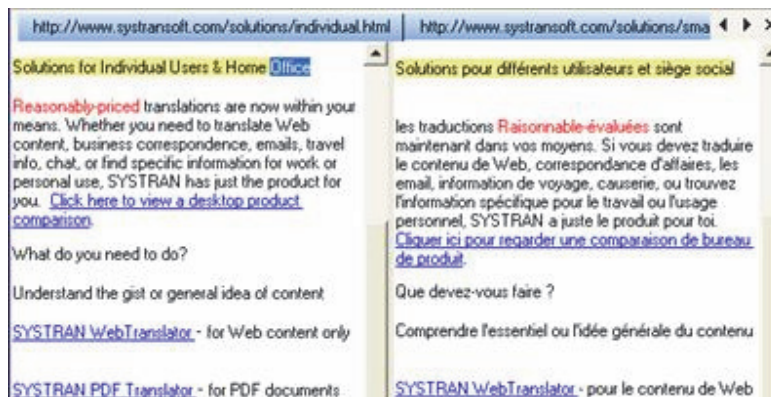 http://www.systransoft.com/solutions/individual.html
Solutions for Individual Users & Home Office
Reasonably-priced translations are now within your
means. Whether you need to translate Web
content, business correspondence, emails, travel
info, chat, or find specific information for work or
personal use, SYSTRAN has just the product for
you. Click here to view a desktop product
comparison.
What do you need to do?
Understand the gist or general idea of content
SYSTRAN WebTranslator - for Web content only
SYSTRAN PDF Translator - for PDF documents
http://www.systransoft.com/solutions/sma
Solutions pour différents utilisateurs et siège social
les traductions Raisonnable-évaluées sont
maintenant dans vos moyens. Si vous devez traduire
le contenu de Web, correspondance d'affaires, les
email, information de voyage, causerie, ou trouvez
l'information spécifique pour le travail ou l'usage
personnel, SYSTRAN a juste le produit pour toi.
Cliquer ici pour regarder une comparaison de bureau
de produit.
Que devez-vous faire ?
Comprendre l'essentiel ou l'idée générale du contenu
SYSTRAN WebTranslator - pour le contenu de Web